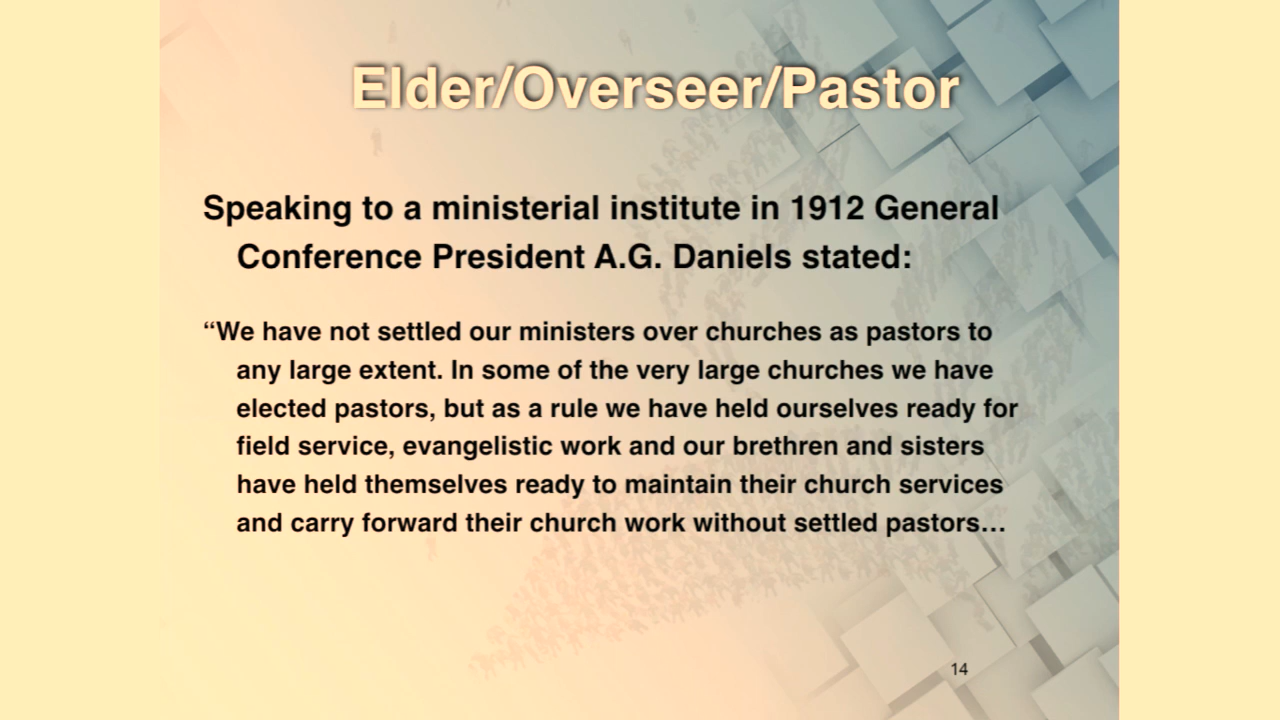 Elder/Overseer/Pastor
Speaking to a ministerial institute in 1912 General
Conference President A.G. Daniels stated:
“We have not settled our ministers over churches as pastors to
any large extent. In some of the very large churches we have
elected pastors, but as a rule we have held ourselves ready for
field service, evangelistic work and our brethren and sisters
have held themselves ready to maintain their church services
and carry forward their church work without settled pastors…
14